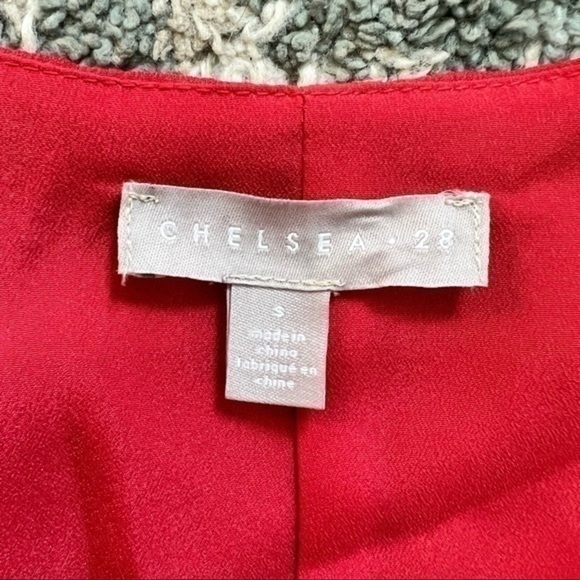 CHELSEA · 28
S
made in
china
fabriqué en
chine